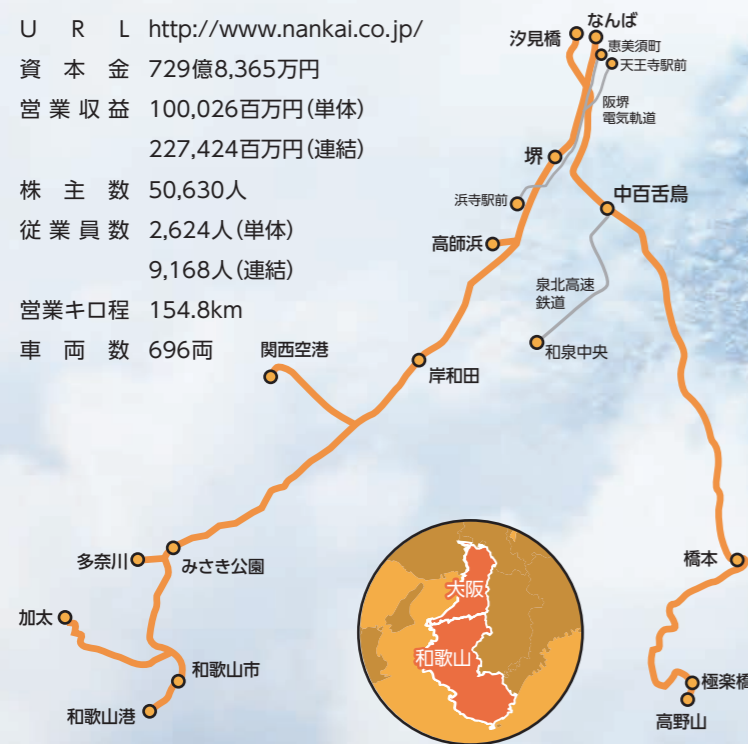 U R L http://www.nankai.co.jp/
資本金 729億8,365万円
営業収益 100,026百万円(単体)
227,424百万円(連結)
株主数 50,630人
従業員数 2,624人(単体)
9,168人(連結)
営業キロ程 154.8km
車両数 696両
なんば
汐見橋
恵美須町
天王寺駅前
阪堺
電気軌道
堺
中百舌鳥
浜寺駅前
高師浜
泉北高速
鉄道
和泉中央
関西空港
岸和田
多奈川
みさき公園
橋本
加太
和歌山市
和歌山港
極楽橋
高野山
大阪
和歌山